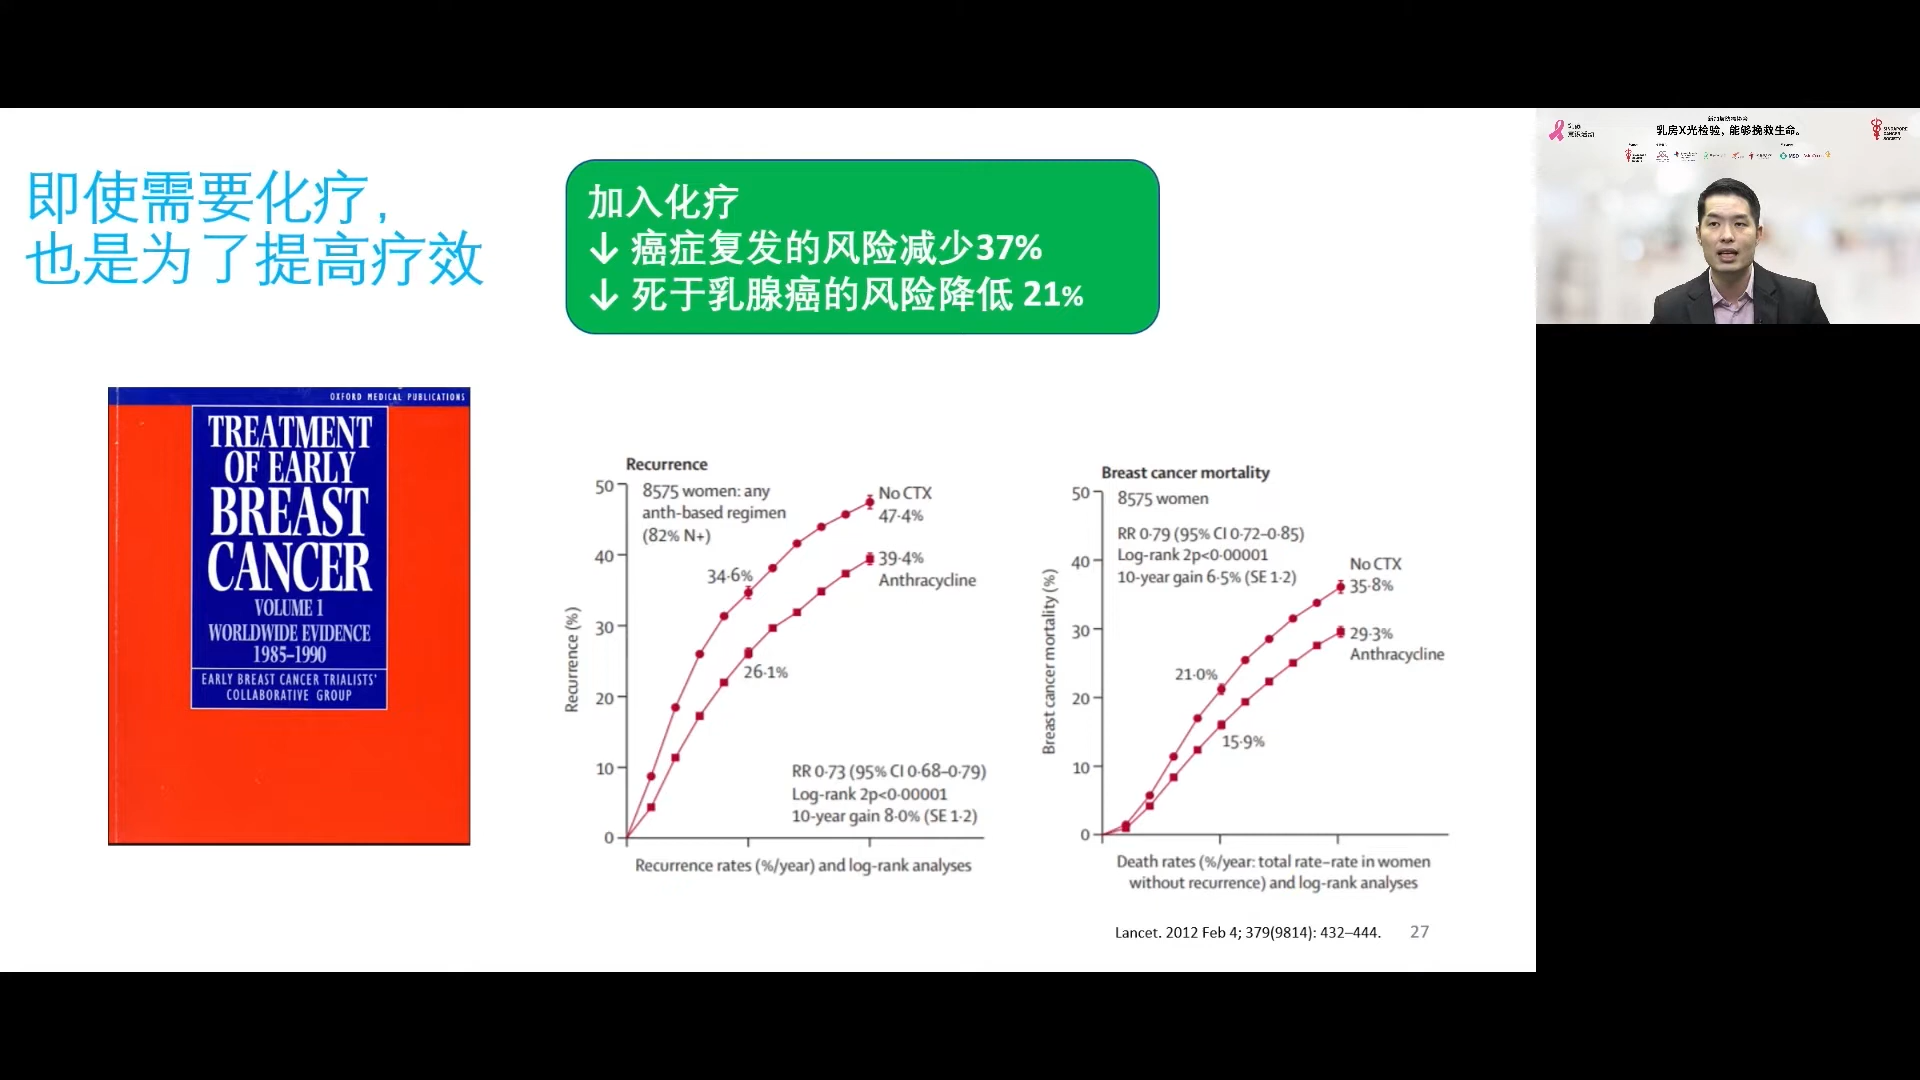 即使需要化疗，
也是为了提高疗效
加入化疗
↓ 癌症复发的风险减少37%
↓ 死于乳腺癌的风险降低 21%
OXFORD MEDICAL PUBLICATIONS
TREATMENT
OF EARLY
BREAST
CANCER
VOLUME 1
WORLDWIDE EVIDENCE
1985–1990
EARLY BREAST CANCER TRIALISTS'
COLLABORATIVE GROUP
Recurrence
50
40
30
20
10
0
Recurrence (%)
8575 women: any
anth-based regimen
(82% N+)
No CTX
47·4%
39·4%
Anthracycline
34·6%
26·1%
RR 0·73 (95% CI 0·68–0·79)
Log-rank 2p<0·00001
10-year gain 8·0% (SE 1·2)
Recurrence rates (%/year) and log-rank analyses
Breast cancer mortality
50
40
30
20
10
0
Breast cancer mortality (%)
8575 women
RR 0·79 (95% CI 0·72–0·85)
Log-rank 2p<0·00001
10-year gain 6·5% (SE 1·2)
No CTX
35·8%
29·3%
Anthracycline
21·0%
15·9%
Death rates (%/year: total rate–rate in women
without recurrence) and log-rank analyses
Lancet. 2012 Feb 4; 379(9814): 432–444.
27
乳房X光检验，能够挽救生命。
SINGAPORE
CANCER
SOCIETY
MSD